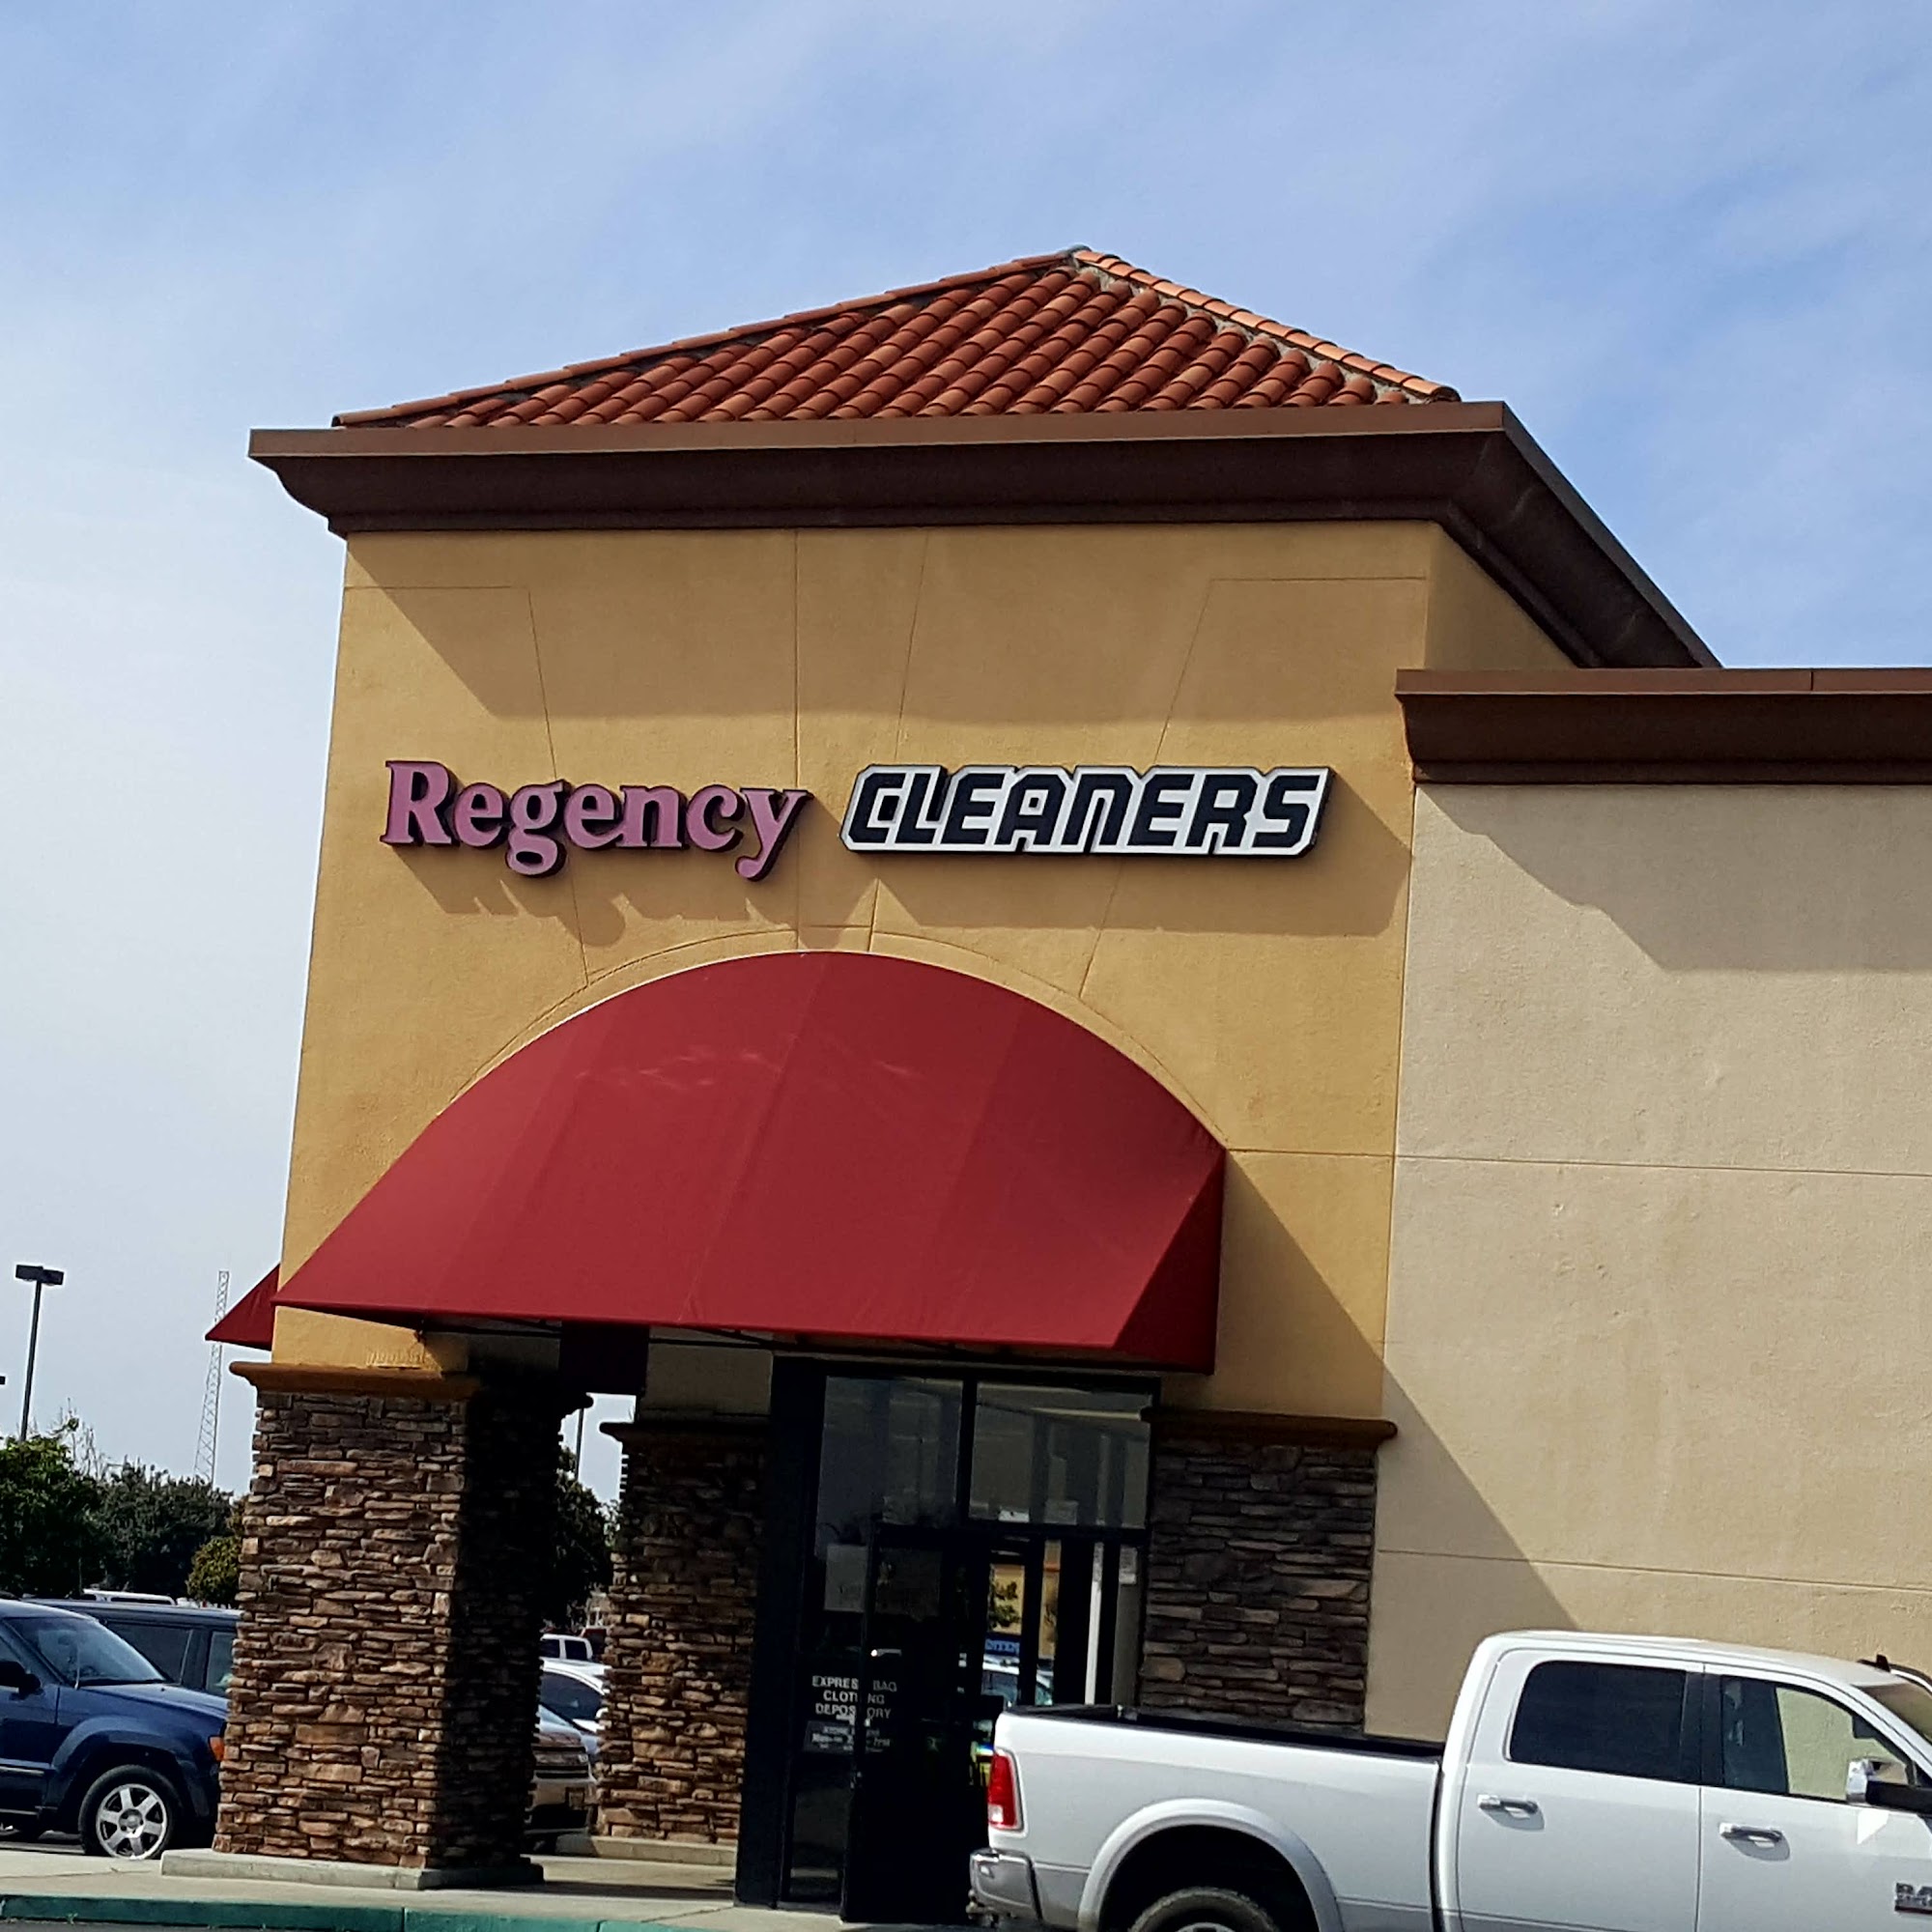 Regency CLEANERS
EXPRESS BAG
CLOTHING
DEPOSITORY